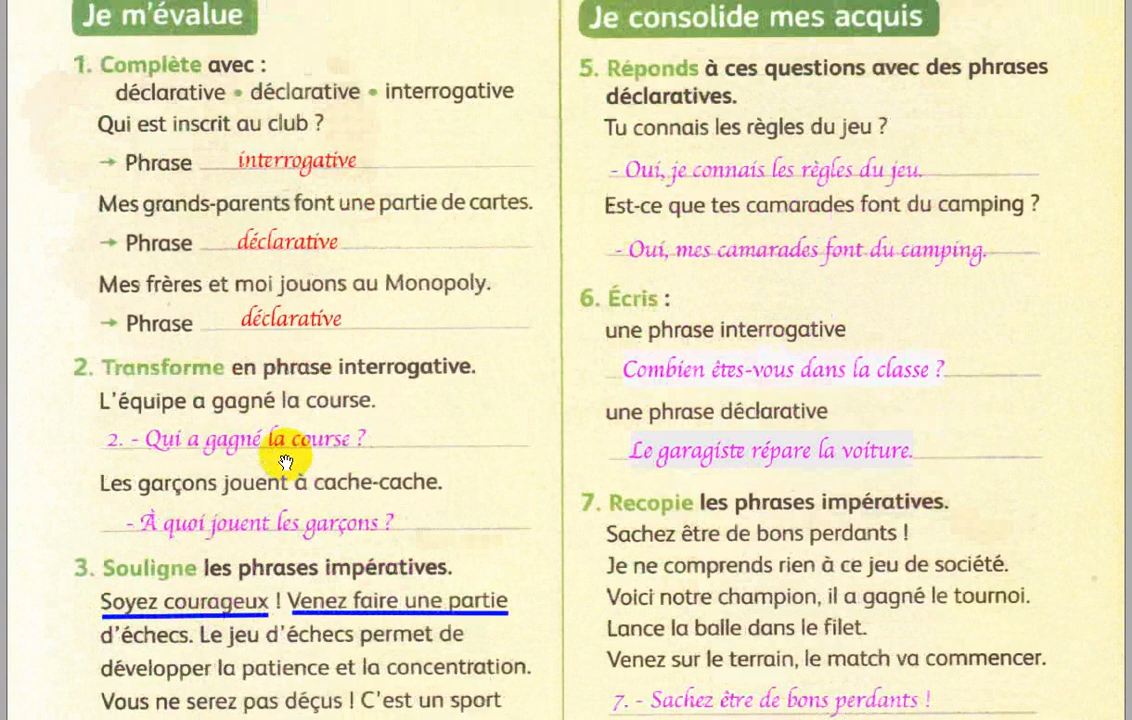 Je m'évalue
1. Complète avec :
déclarative • déclarative • interrogative
Qui est inscrit au club ?
→ Phrase interrogative
Mes grands-parents font une partie de cartes.
→ Phrase déclarative
Mes frères et moi jouons au Monopoly.
→ Phrase déclarative
2. Transforme en phrase interrogative.
L'équipe a gagné la course.
2. - Qui a gagné la course ?
Les garçons jouent à cache-cache.
- À quoi jouent les garçons ?
3. Souligne les phrases impératives.
Soyez courageux ! Venez faire une partie
d'échecs. Le jeu d'échecs permet de
développer la patience et la concentration.
Vous ne serez pas déçus ! C'est un sport
Je consolide mes acquis
5. Réponds à ces questions avec des phrases
déclaratives.
Tu connais les règles du jeu ?
- Oui, je connais les règles du jeu.
Est-ce que tes camarades font du camping ?
- Oui, mes camarades font du camping.
6. Écris :
une phrase interrogative
Combien êtes-vous dans la classe ?
une phrase déclarative
Le garagiste répare la voiture.
7. Recopie les phrases impératives.
Sachez être de bons perdants !
Je ne comprends rien à ce jeu de société.
Voici notre champion, il a gagné le tournoi.
Lance la balle dans le filet.
Venez sur le terrain, le match va commencer.
7. - Sachez être de bons perdants !